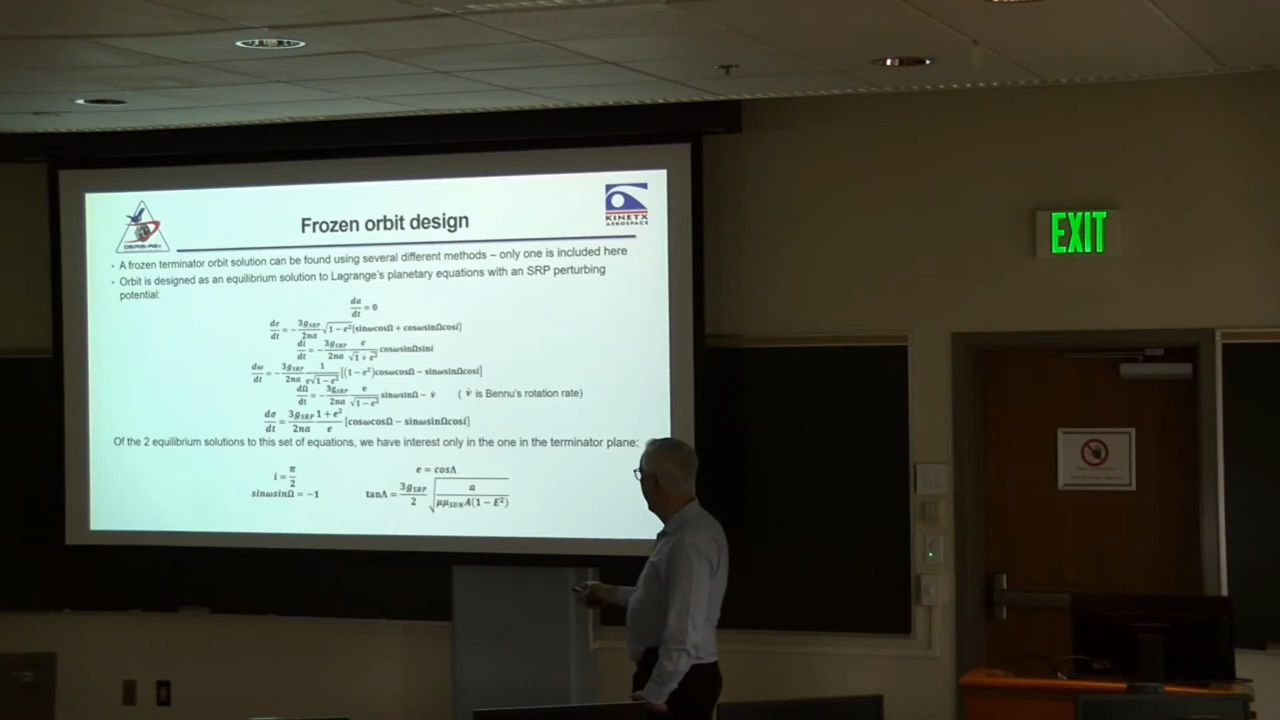 OSIRIS-REx
KINETX
AEROSPACE
Frozen orbit design
EXIT
• A frozen terminator orbit solution can be found using several different methods – only one is included here
• Orbit is designed as an equilibrium solution to Lagrange's planetary equations with an SRP perturbing
potential:
da/dt = 0
de/dt = − 3g_SRP/2na √(1 − e²)[sinωcosΩ + cosωsinΩcosi]
di/dt = − 3g_SRP/2na e/√(1 − e²) cosωsinΩsini
dω/dt = − 3g_SRP/2na 1/e√(1−e²) [(1 − e²)cosωcosΩ − sinωsinΩcosi]
dΩ/dt = − 3g_SRP/2na e/√(1−e²) sinωsinΩ − v̇ ( v̇ is Bennu's rotation rate)
dσ/dt = 3g_SRP/2na 1 + e²/e [cosωcosΩ − sinωsinΩcosi]
Of the 2 equilibrium solutions to this set of equations, we have interest only in the one in the terminator plane:
i = π/2 e = cosΛ
sinωsinΩ = −1 tanΛ = 3g_SRP/2 √(a/μμ_SUN A(1 − E²))